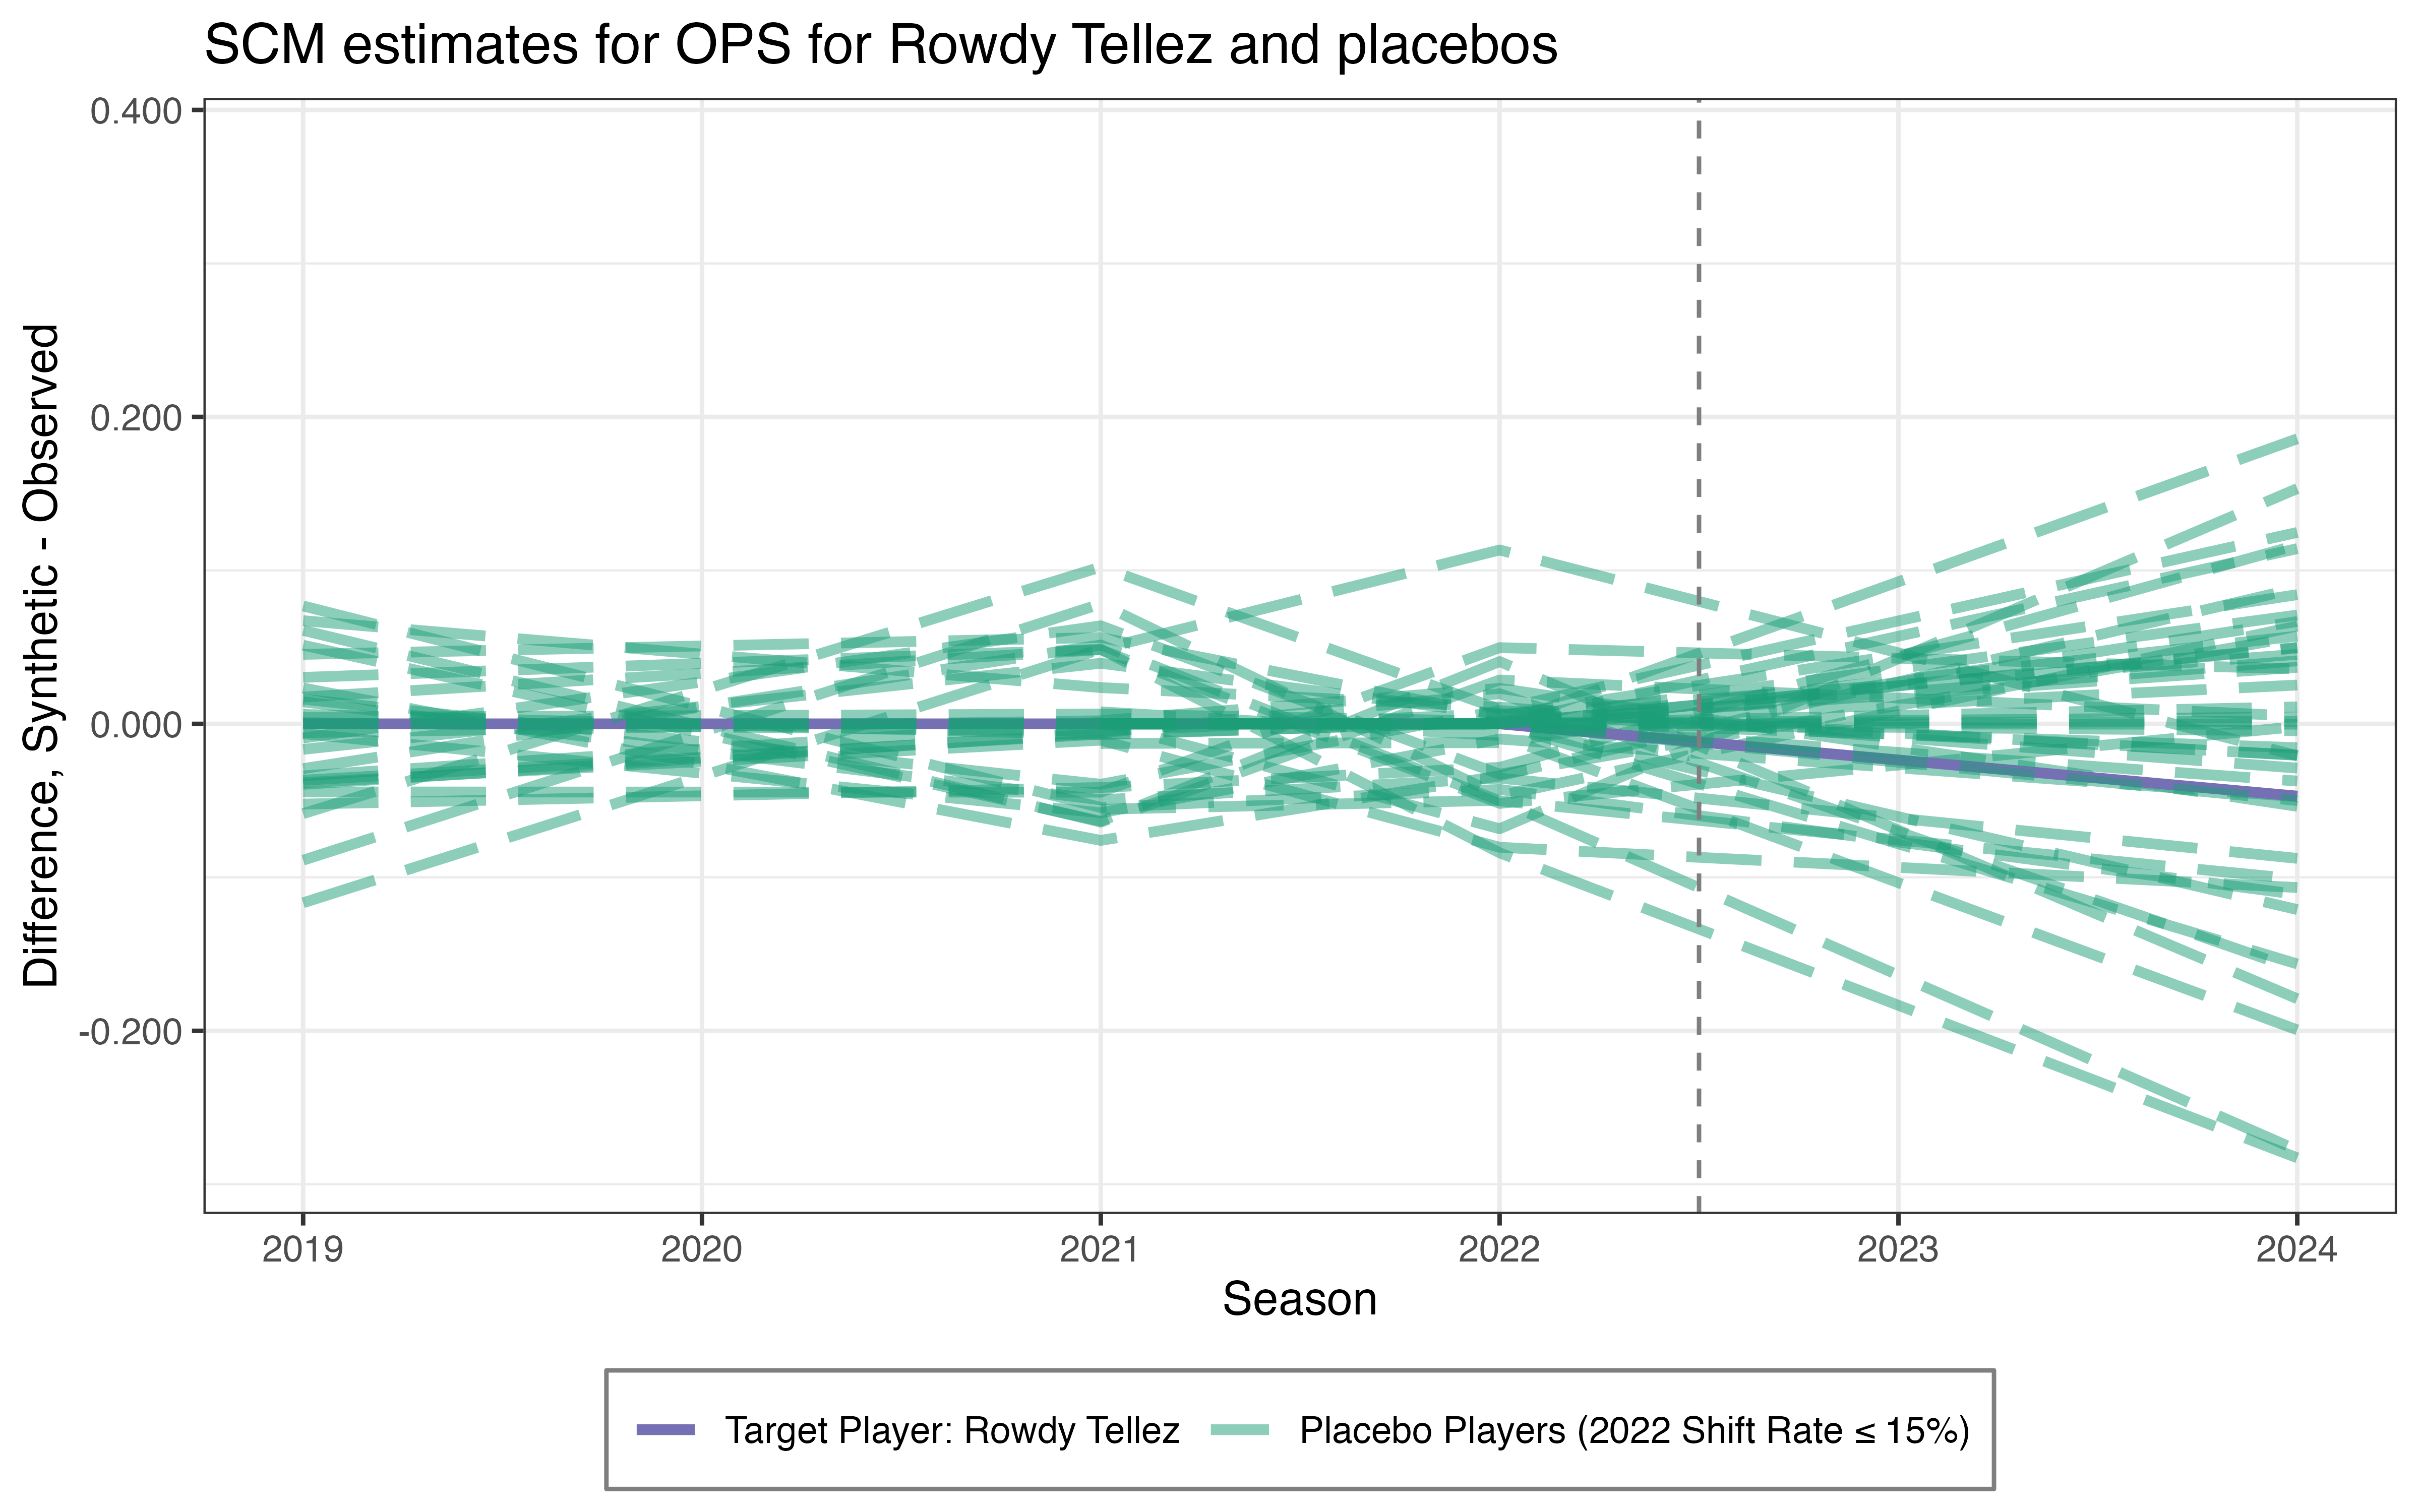 SCM estimates for OPS for Rowdy Tellez and placebos
Difference, Synthetic - Observed
0.400
0.200
0.000
-0.200
2019 2020 2021 2022 2023 2024
Season
Target Player: Rowdy Tellez Placebo Players (2022 Shift Rate ≤ 15%)